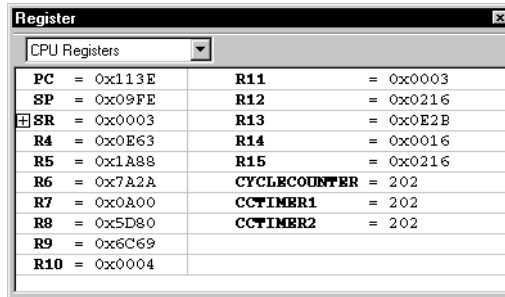 Register
CPU Registers
PC = 0x113E R11 = 0x0003
SP = 0x09FE R12 = 0x0216
SR = 0x0003 R13 = 0x0E2B
R4 = 0x0E63 R14 = 0x0016
R5 = 0x1A88 R15 = 0x0216
R6 = 0x7A2A CYCLECOUNTER = 202
R7 = 0x0A00 CCTIMER1 = 202
R8 = 0x5D80 CCTIMER2 = 202
R9 = 0x6C69
R10 = 0x0004